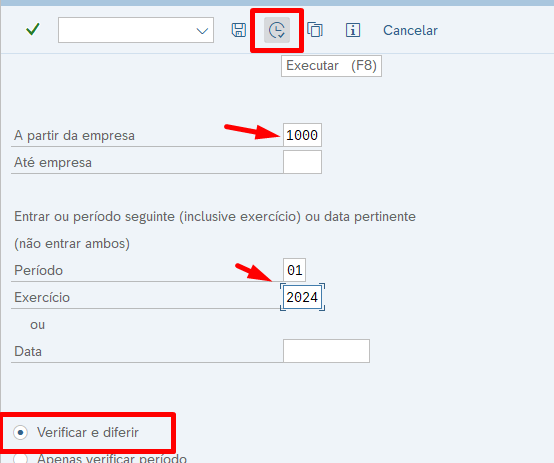 Cancelar
Executar (F8)
A partir da empresa 1000
Até empresa
Entrar ou período seguinte (inclusive exercício) ou data pertinente
(não entrar ambos)
Período 01
Exercício 2024
ou
Data
Verificar e diferir
Apenas verificar período